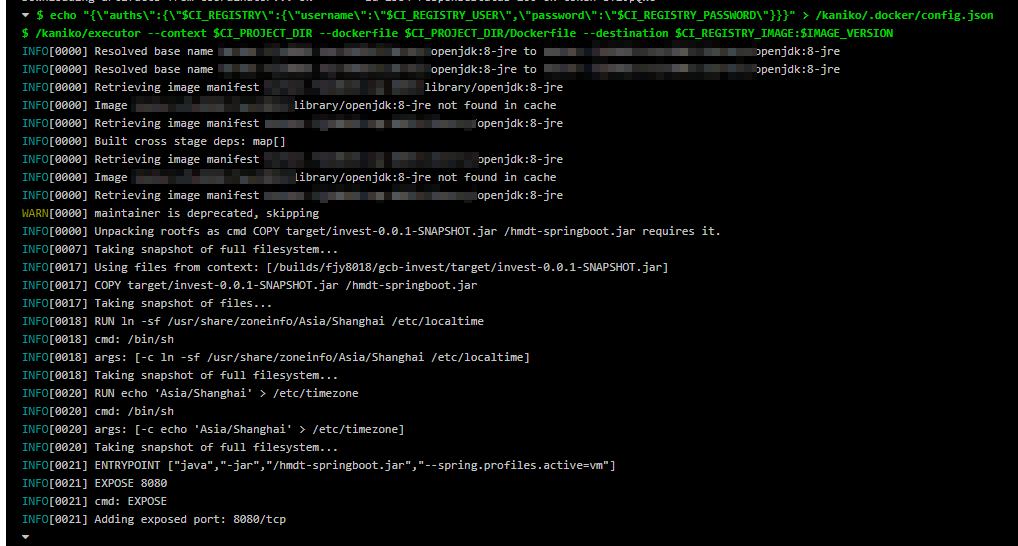 $ echo "{\"auths\":{\"$CI_REGISTRY\":{\"username\":\"$CI_REGISTRY_USER\",\"password\":\"$CI_REGISTRY_PASSWORD\"}}}" > /kaniko/.docker/config.json
$ /kaniko/executor --context $CI_PROJECT_DIR --dockerfile $CI_PROJECT_DIR/Dockerfile --destination $CI_REGISTRY_IMAGE:$IMAGE_VERSION
INFO[0000] Resolved base name openjdk:8-jre to openjdk:8-jre
INFO[0000] Resolved base name openjdk:8-jre to openjdk:8-jre
INFO[0000] Retrieving image manifest library/openjdk:8-jre
INFO[0000] Image library/openjdk:8-jre not found in cache
INFO[0000] Retrieving image manifest openjdk:8-jre
INFO[0000] Built cross stage deps: map[]
INFO[0000] Retrieving image manifest openjdk:8-jre
INFO[0000] Image library/openjdk:8-jre not found in cache
INFO[0000] Retrieving image manifest openjdk:8-jre
WARN[0000] maintainer is deprecated, skipping
INFO[0000] Unpacking rootfs as cmd COPY target/invest-0.0.1-SNAPSHOT.jar /hmdt-springboot.jar requires it.
INFO[0007] Taking snapshot of full filesystem...
INFO[0017] Using files from context: [/builds/fjy8018/gcb-invest/target/invest-0.0.1-SNAPSHOT.jar]
INFO[0017] COPY target/invest-0.0.1-SNAPSHOT.jar /hmdt-springboot.jar
INFO[0017] Taking snapshot of files...
INFO[0018] RUN ln -sf /usr/share/zoneinfo/Asia/Shanghai /etc/localtime
INFO[0018] cmd: /bin/sh
INFO[0018] args: [-c ln -sf /usr/share/zoneinfo/Asia/Shanghai /etc/localtime]
INFO[0018] Taking snapshot of full filesystem...
INFO[0020] RUN echo 'Asia/Shanghai' > /etc/timezone
INFO[0020] cmd: /bin/sh
INFO[0020] args: [-c echo 'Asia/Shanghai' > /etc/timezone]
INFO[0020] Taking snapshot of full filesystem...
INFO[0021] ENTRYPOINT ["java","-jar","/hmdt-springboot.jar","--spring.profiles.active=vm"]
INFO[0021] EXPOSE 8080
INFO[0021] cmd: EXPOSE
INFO[0021] Adding exposed port: 8080/tcp